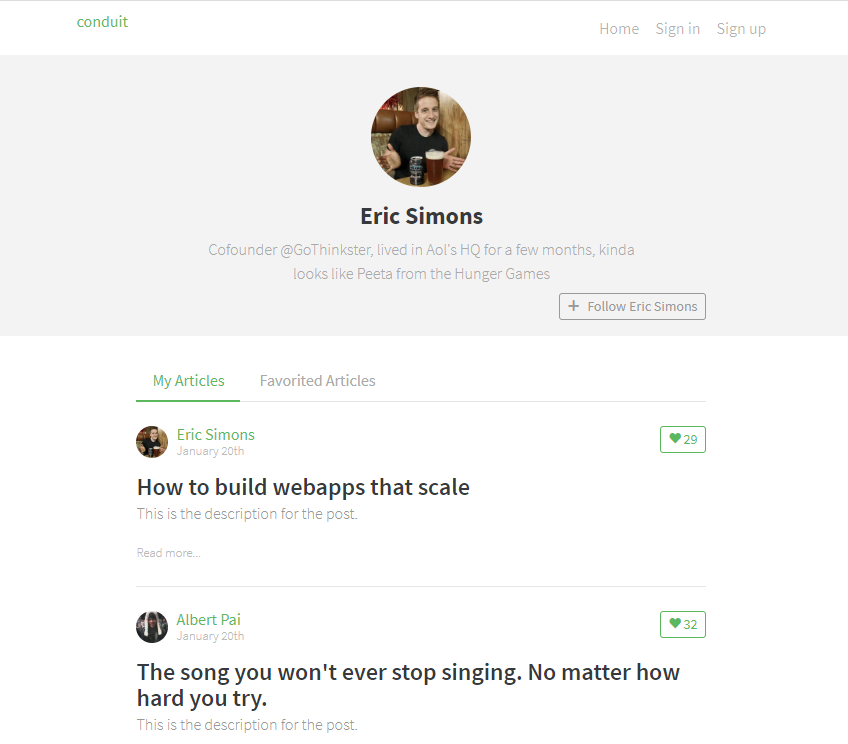 conduit
Home Sign in Sign up
Eric Simons
Cofounder @GoThinkster, lived in Aol's HQ for a few months, kinda
looks like Peeta from the Hunger Games
+ Follow Eric Simons
My Articles Favorited Articles
Eric Simons
January 20th
29
How to build webapps that scale
This is the description for the post.
Read more...
Albert Pai
January 20th
32
The song you won't ever stop singing. No matter how
hard you try.
This is the description for the post.